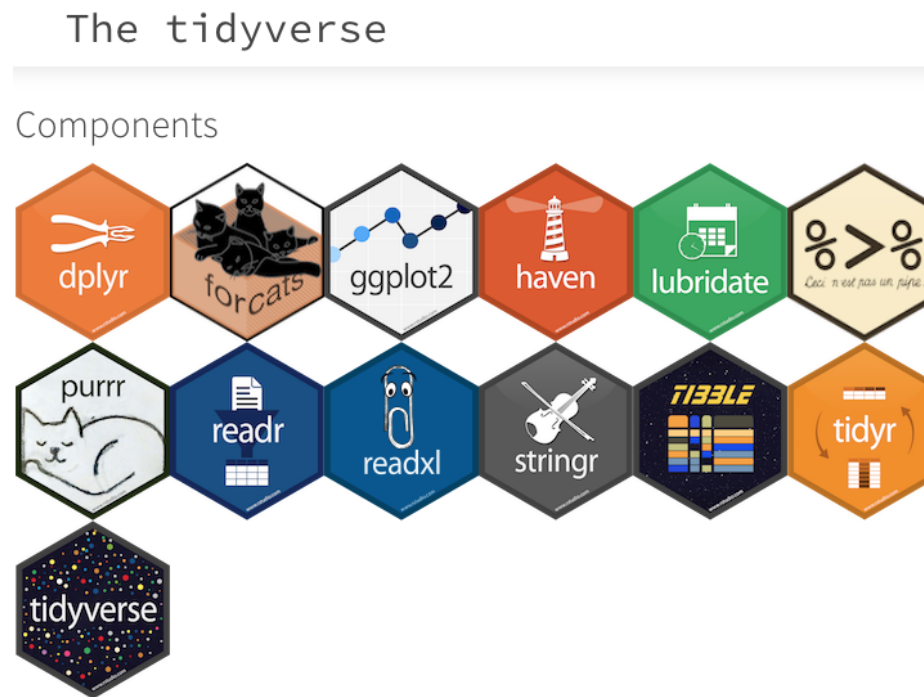 The tidyverse
Components
dplyr
forcats
ggplot2
haven
lubridate
%>%
Ceci n'est pas un pipe.
purrr
readr
readxl
stringr
TIBBLE
tidyr
tidyverse